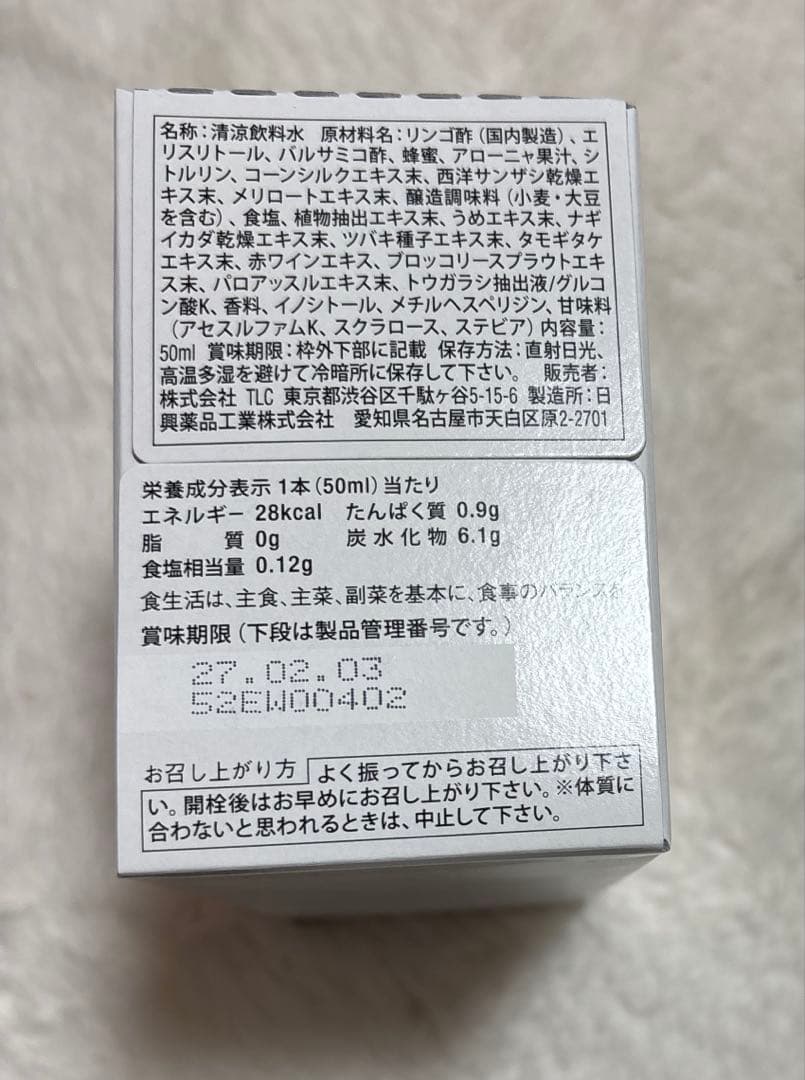 名称：清涼飲料水　原材料名：リンゴ酢（国内製造）、エ
リスリトール、バルサミコ酢、蜂蜜、アローニャ果汁、シ
トルリン、コーンシルクエキス末、西洋サンザシ乾燥エ
キス末、メリロートエキス末、醸造調味料（小麦・大豆
を含む）、食塩、植物抽出エキス末、うめエキス末、ナギ
イカダ乾燥エキス末、ツバキ種子エキス末、タモギタケ
エキス末、赤ワインエキス、ブロッコリースプラウトエキ
ス末、パロアッスルエキス末、トウガラシ抽出液/グルコ
ン酸K、香料、イノシトール、メチルヘスペリジン、甘味料
（アセスルファムK、スクラロース、ステビア）内容量：
50ml 賞味期限：枠外下部に記載 保存方法：直射日光、
高温多湿を避けて冷暗所に保存して下さい。　販売者：
株式会社 TLC 東京都渋谷区千駄ヶ谷5-15-6 製造所：日
興薬品工業株式会社　愛知県名古屋市天白区原2-2701
栄養成分表示 1本（50ml）当たり
エネルギー 28kcal　たんぱく質 0.9g
脂　　質 0g　炭水化物 6.1g
食塩相当量 0.12g
食生活は、主食、主菜、副菜を基本に、食事のバランスを
賞味期限（下段は製品管理番号です。）
27.02.03
52EW00402
お召し上がり方　よく振ってからお召し上がり下さ
い。開栓後はお早めにお召し上がり下さい。※体質に
合わないと思われるときは、中止して下さい。